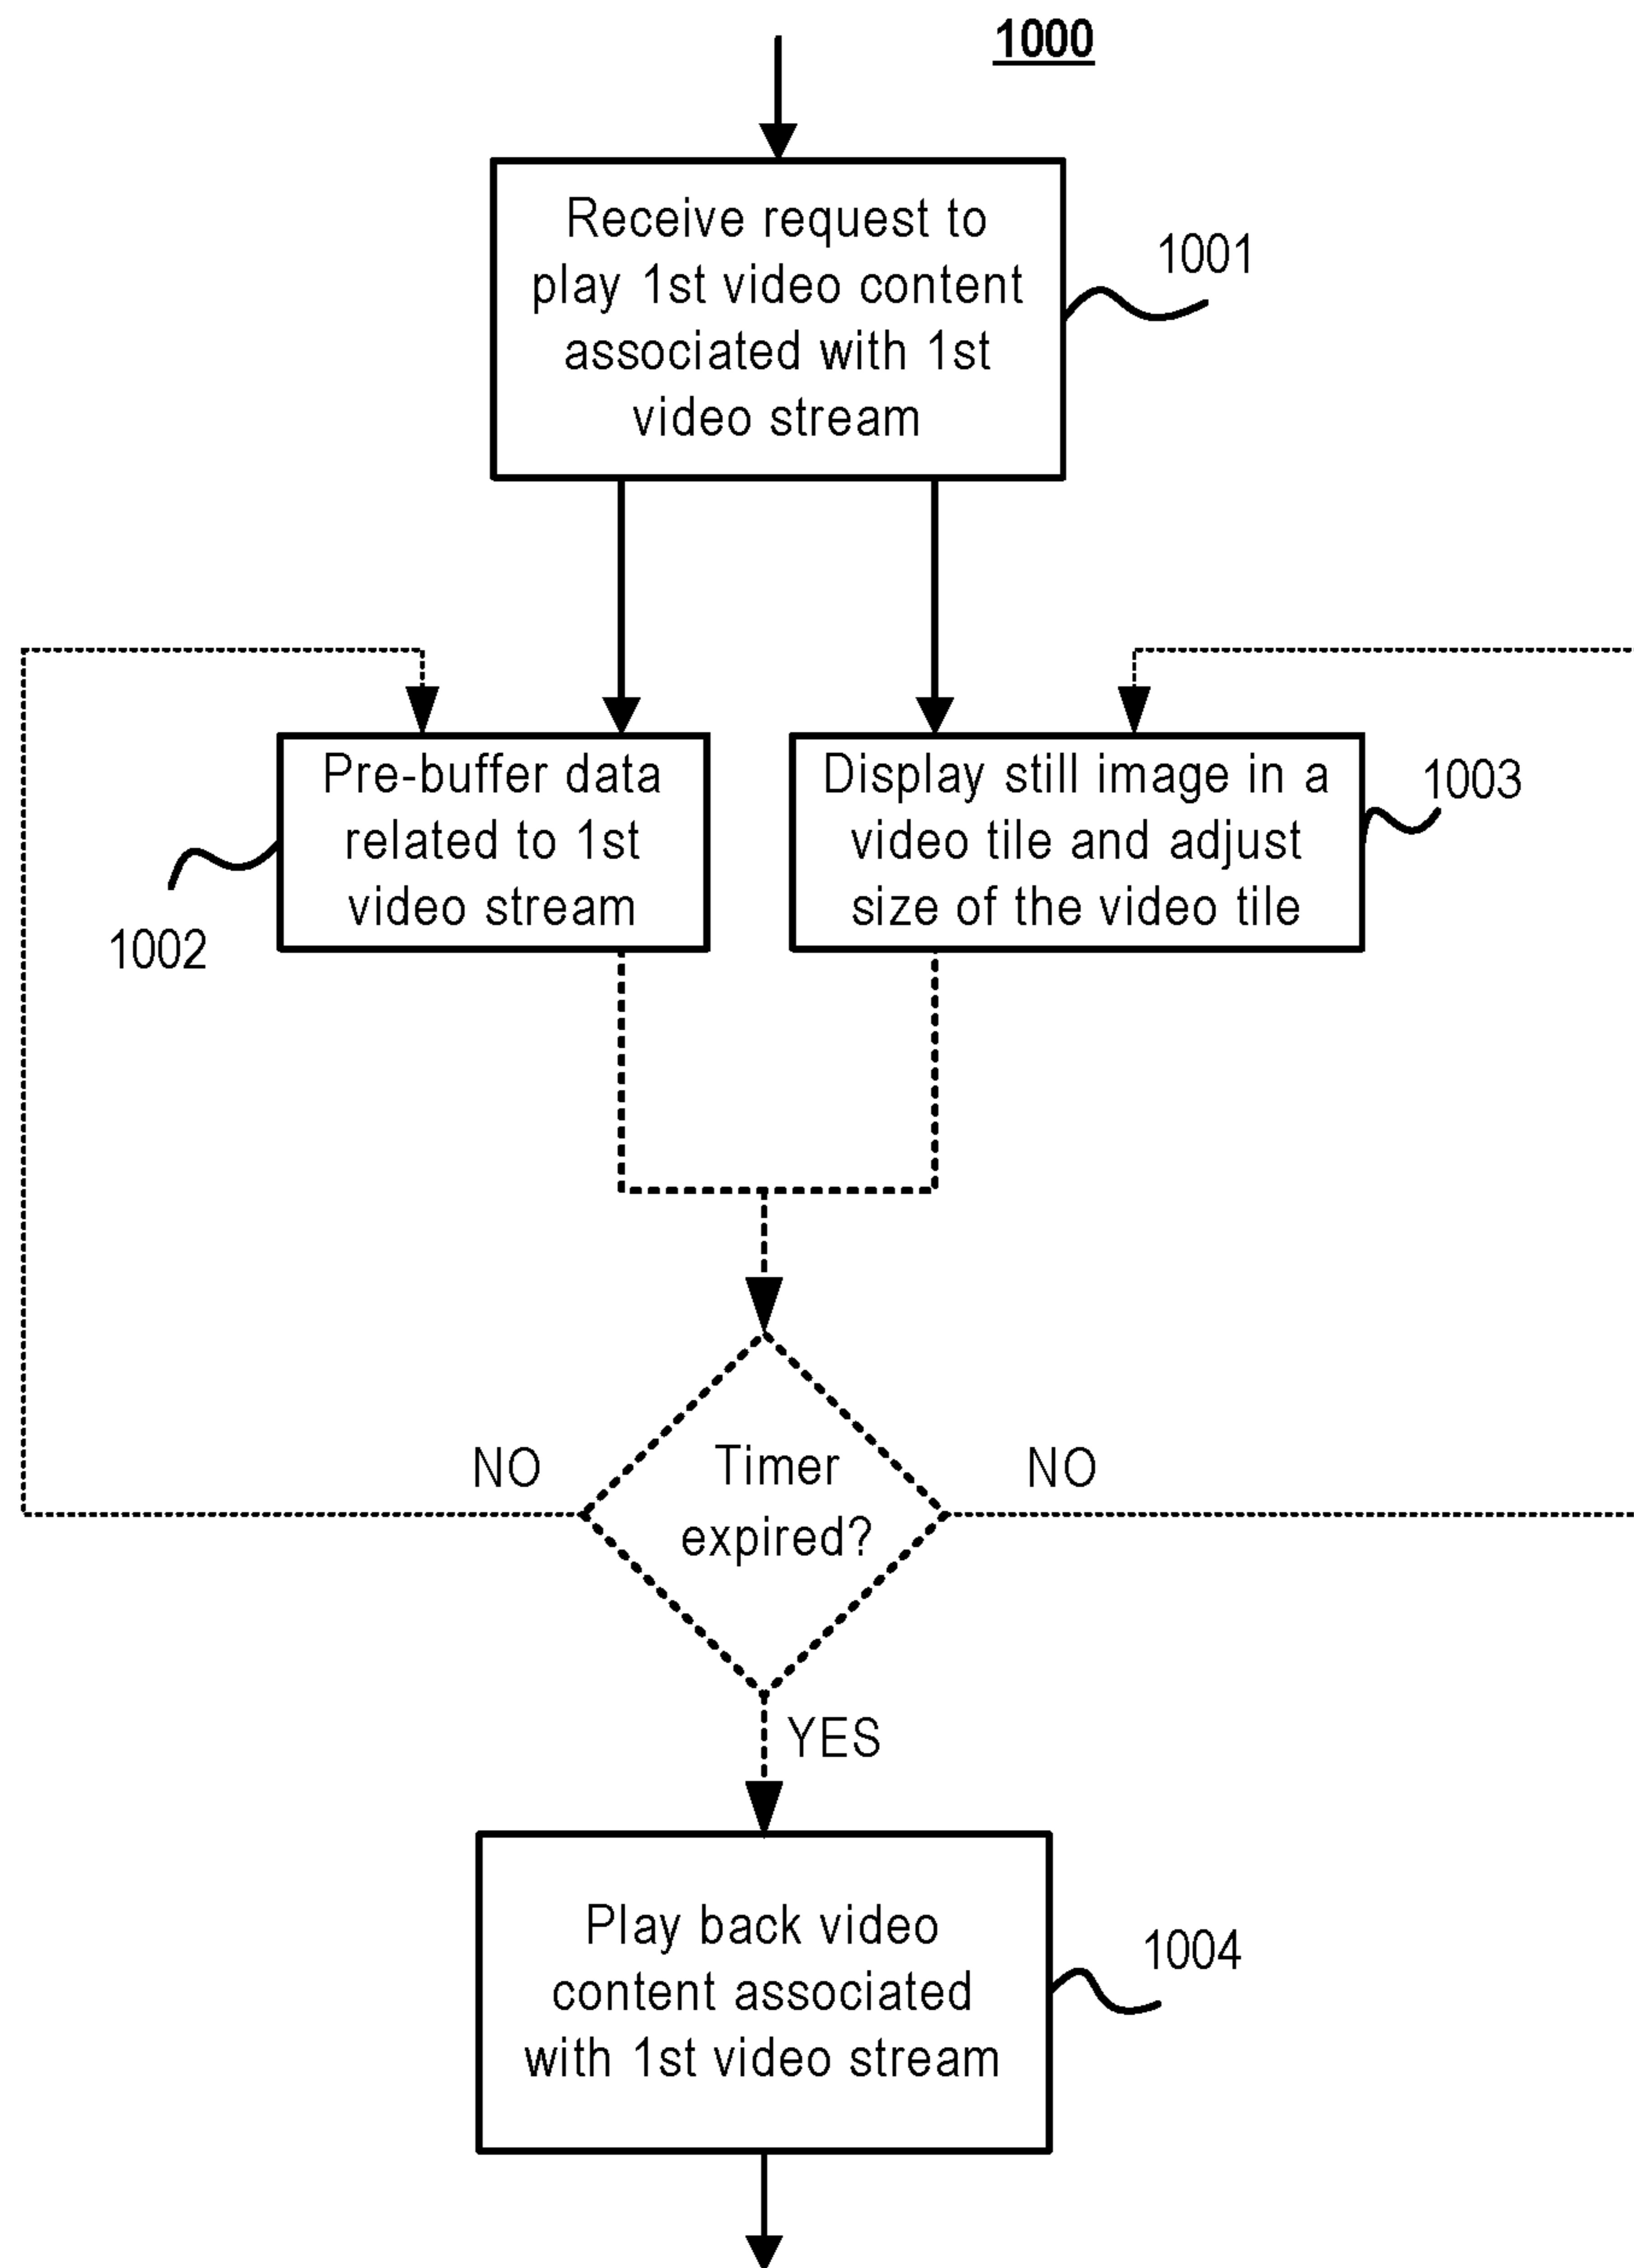 1000
Receive request to
play 1st video content
associated with 1st
video stream
1001
Pre-buffer data
related to 1st
video stream
1002
Display still image in a
video tile and adjust
size of the video tile
1003
NO
Timer
expired?
NO
YES
Play back video
content associated
with 1st video stream
1004